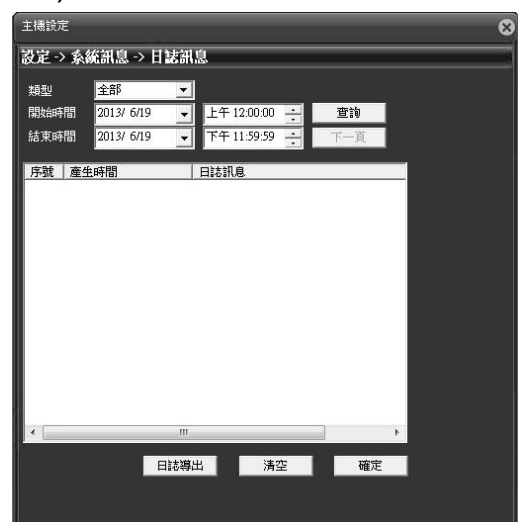 主機設定
設定 -> 系統訊息 -> 日誌訊息
類型 全部
開始時間 2013/ 6/19 上午 12:00:00 查詢
結束時間 2013/ 6/19 下午 11:59:59 下一頁
序號 產生時間 日誌訊息
日誌導出 清空 確定